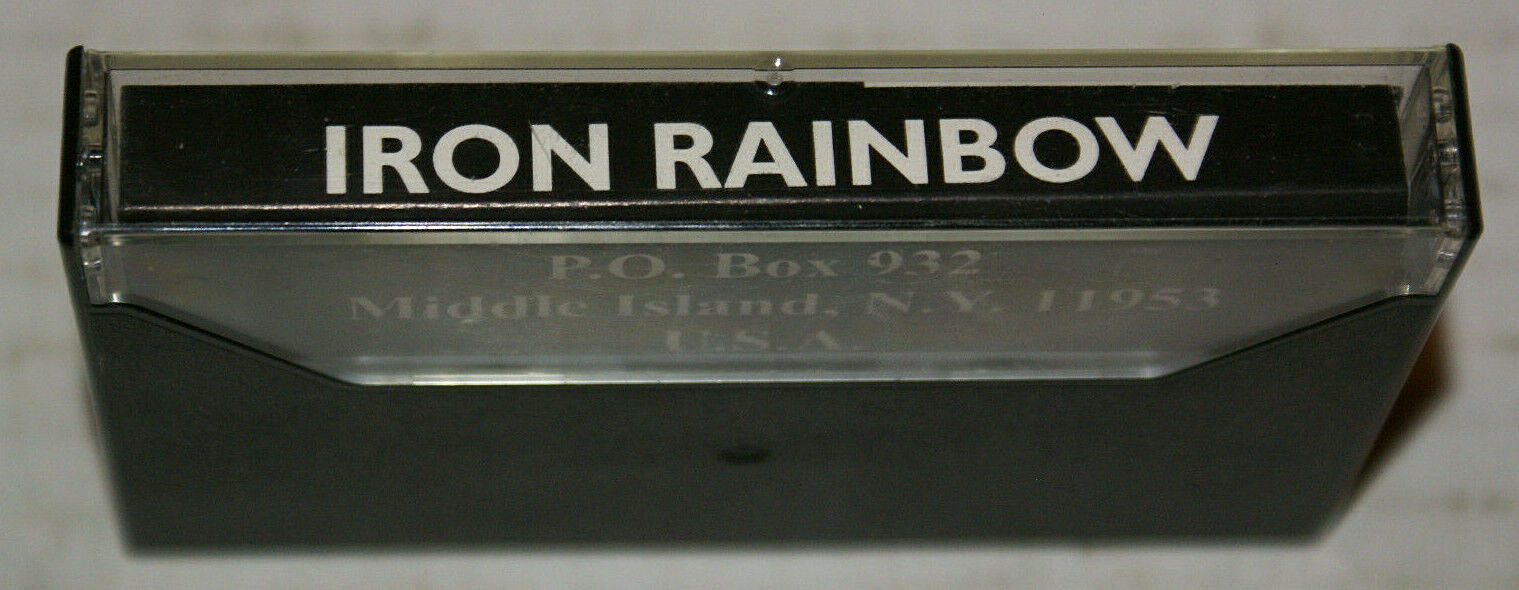 IRON RAINBOW
P.O. Box 932
Middle Island, N.Y. 11953
U.S.A.